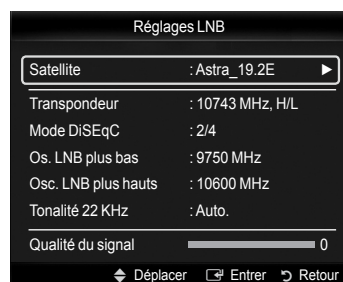 Réglages LNB
Satellite : Astra_19.2E
Transpondeur : 10743 MHz, H/L
Mode DiSEqC : 2/4
Os. LNB plus bas : 9750 MHz
Osc. LNB plus hauts : 10600 MHz
Tonalité 22 KHz : Auto.
Qualité du signal 0
Déplacer Entrer Retour